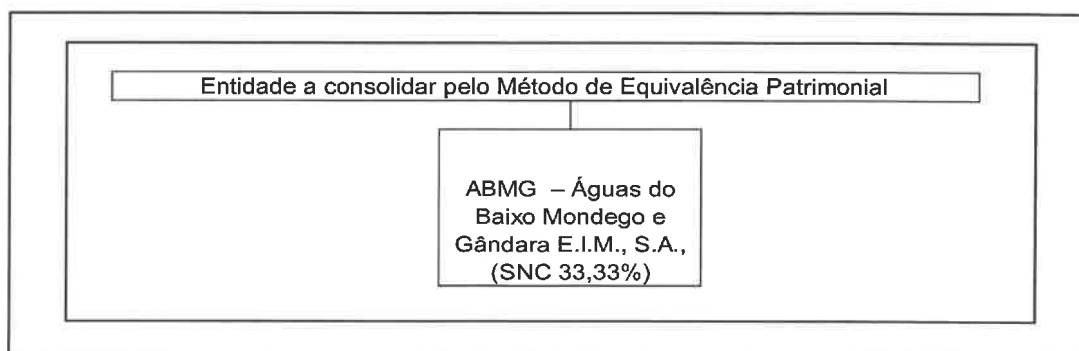 Entidade a consolidar pelo Método de Equivalência Patrimonial
ABMG – Águas do
Baixo Mondego e
Gândara E.I.M., S.A.,
(SNC 33,33%)